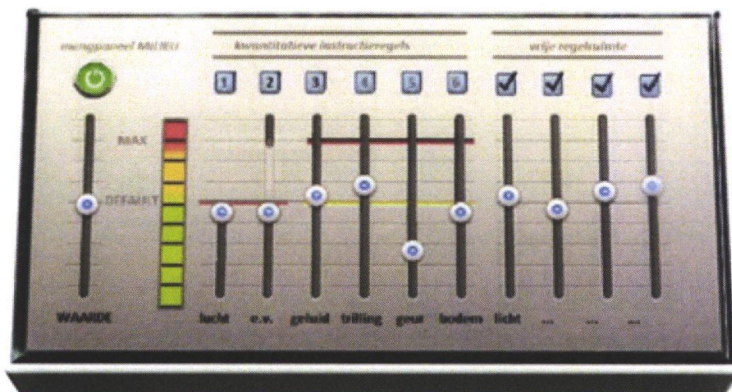 mengpaneel MILIEU
kwantitatieve instructieregels
vrije regelruimte
1 2 3 4 5 6
MAX
DEFAULT
WAARDE
lucht e.v. geluid trilling geur bodem licht ... ... ...